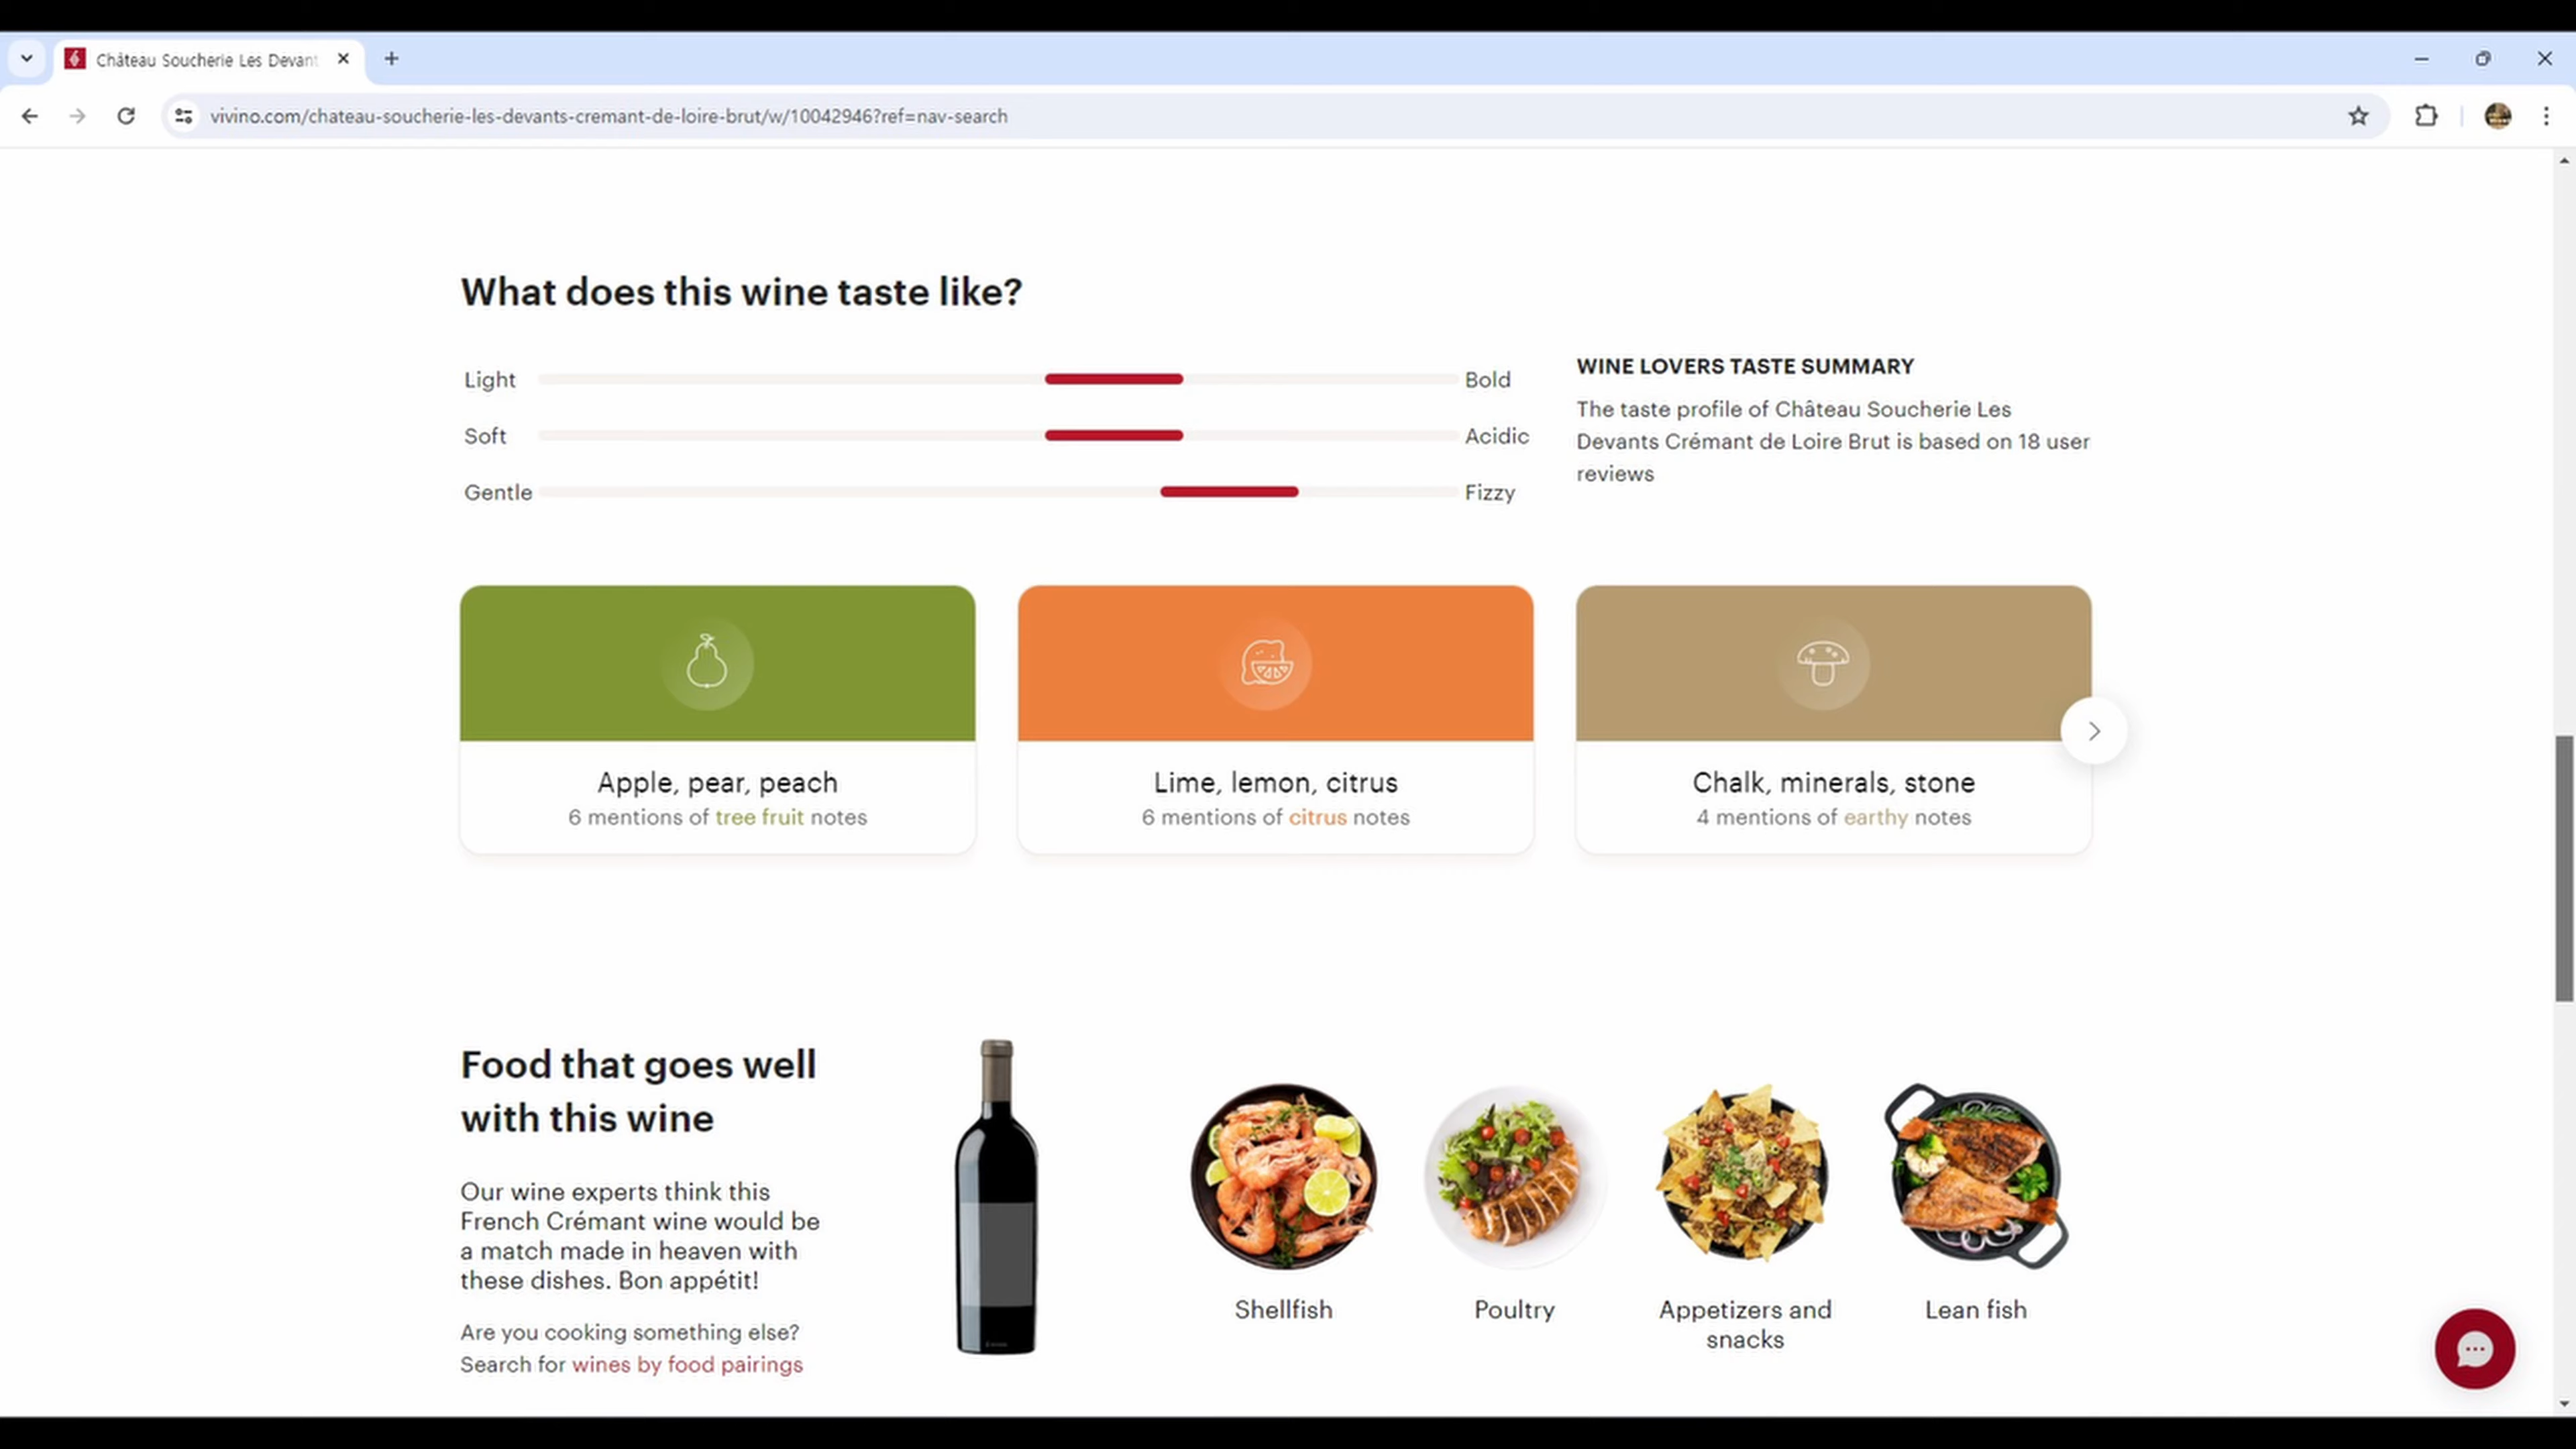 Château Soucherie Les Devant
vivino.com/chateau-soucherie-les-devants-cremant-de-loire-brut/w/10042946?ref=nav-search
What does this wine taste like?
Light
Bold
Soft
Acidic
Gentle
Fizzy
WINE LOVERS TASTE SUMMARY
The taste profile of Château Soucherie Les
Devants Crémant de Loire Brut is based on 18 user
reviews
Apple, pear, peach
6 mentions of tree fruit notes
Lime, lemon, citrus
6 mentions of citrus notes
Chalk, minerals, stone
4 mentions of earthy notes
Food that goes well
with this wine
Our wine experts think this
French Crémant wine would be
a match made in heaven with
these dishes. Bon appétit!
Are you cooking something else?
Search for wines by food pairings
Shellfish
Poultry
Appetizers and
snacks
Lean fish